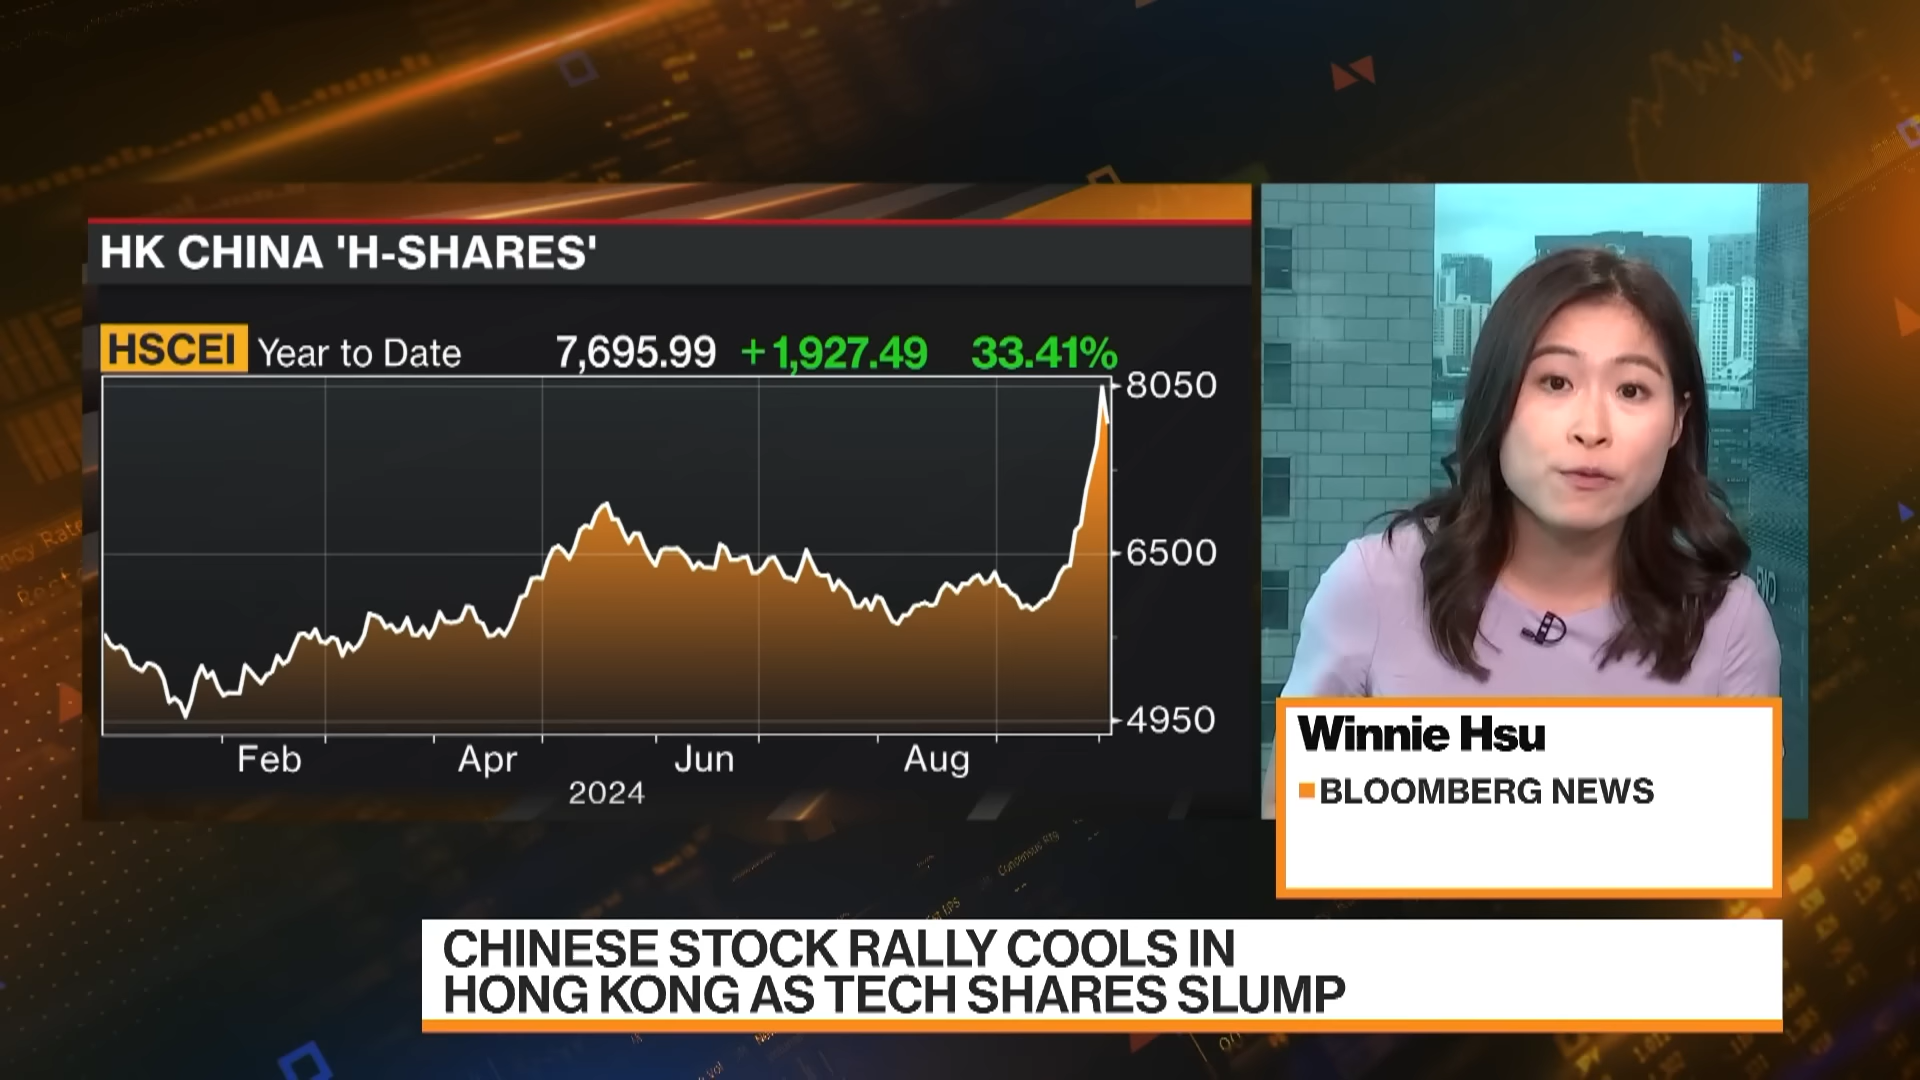 HK CHINA 'H-SHARES'
HSCEI Year to Date 7,695.99 +1,927.49 33.41%
8050
6500
4950
Feb Apr Jun Aug
2024
Winnie Hsu
BLOOMBERG NEWS
CHINESE STOCK RALLY COOLS IN
HONG KONG AS TECH SHARES SLUMP
Consensus Rtg